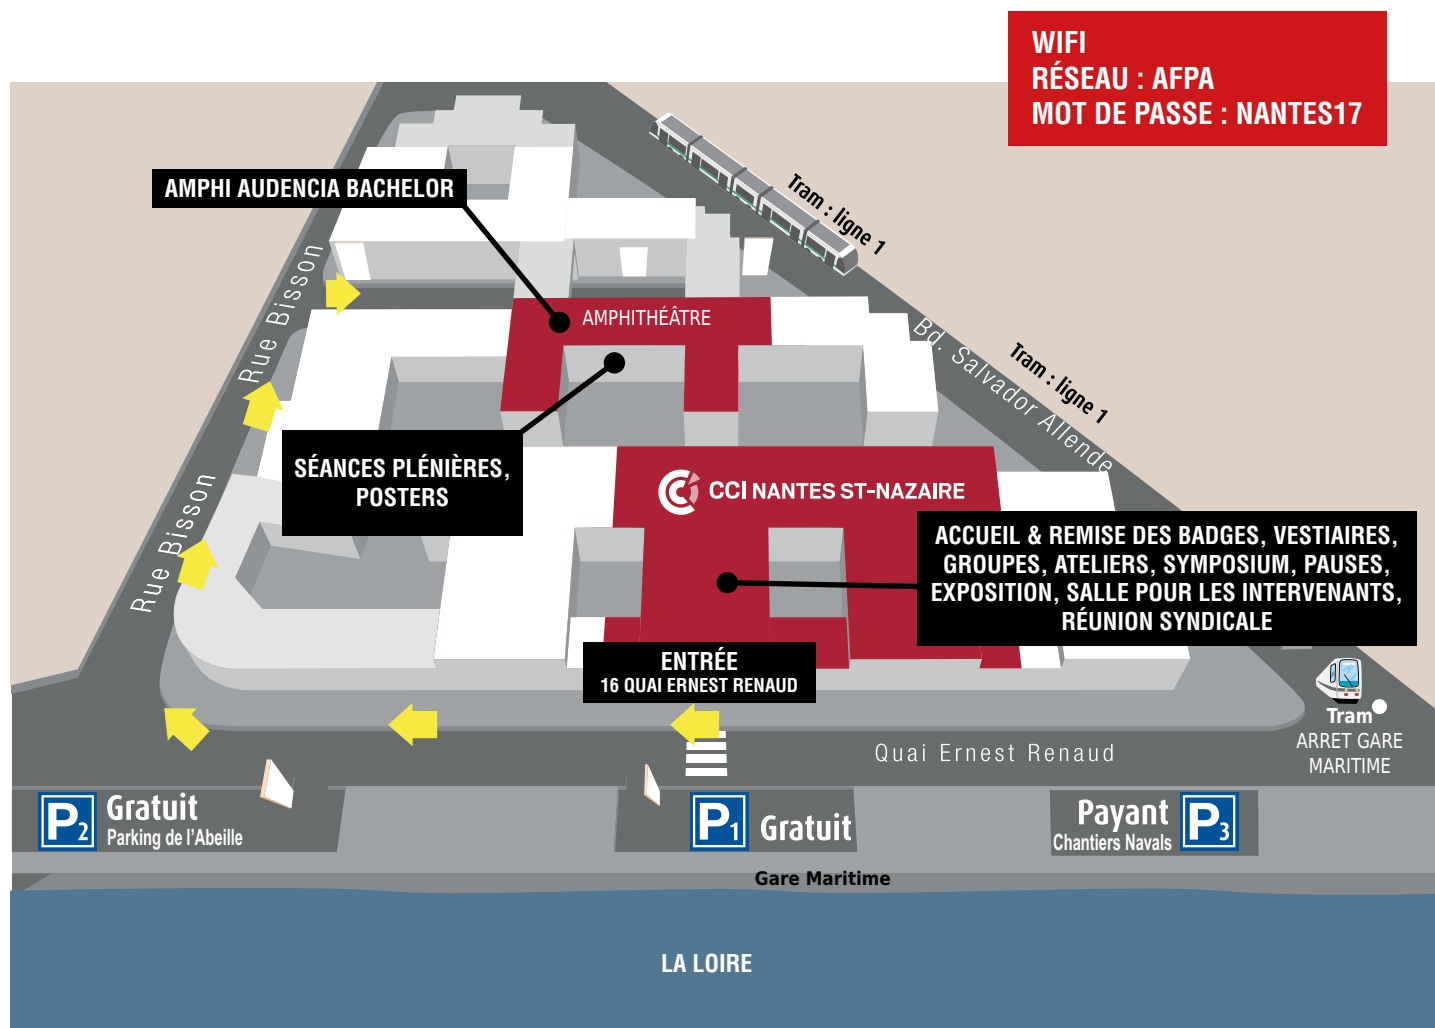 WIFI
RÉSEAU : AFPA
MOT DE PASSE : NANTES17
AMPHI AUDENCIA BACHELOR
Tram : ligne 1
Rue Bisson
AMPHITHÉÂTRE
Bd. Salvador Allende
Tram : ligne 1
SÉANCES PLÉNIÈRES,
POSTERS
CCI NANTES ST-NAZAIRE
Rue Bisson
ACCUEIL & REMISE DES BADGES, VESTIAIRES,
GROUPES, ATELIERS, SYMPOSIUM, PAUSES,
EXPOSITION, SALLE POUR LES INTERVENANTS,
RÉUNION SYNDICALE
ENTRÉE
16 QUAI ERNEST RENAUD
Tram
ARRET GARE
MARITIME
Quai Ernest Renaud
P2 Gratuit
Parking de l'Abeille
P1 Gratuit
Payant P3
Chantiers Navals
Gare Maritime
LA LOIRE